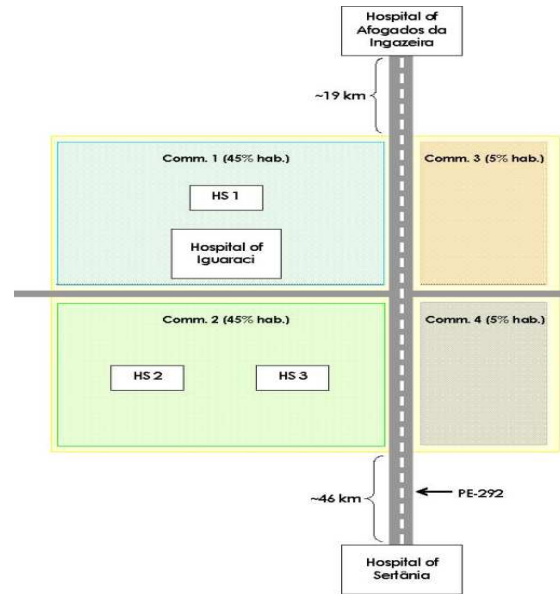 Hospital of
Afogados da
Ingazeira
~19 km
Comm. 1 (45% hab.)
Comm. 3 (5% hab.)
HS 1
Hospital of
Iguaraci
Comm. 2 (45% hab.)
Comm. 4 (5% hab.)
HS 2
HS 3
~46 km
PE-292
Hospital of
Sertânia